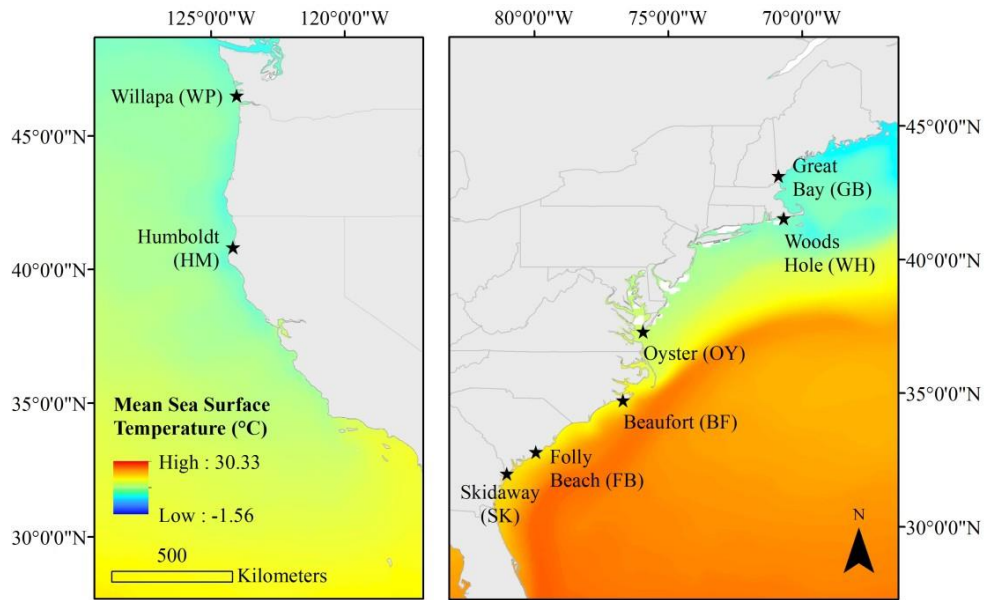 125°0'0"W 120°0'0"W
80°0'0"W 75°0'0"W 70°0'0"W
Willapa (WP)
45°0'0"N
Humboldt
(HM)
40°0'0"N
35°0'0"N
Mean Sea Surface
Temperature (°C)
High : 30.33
Low : -1.56
30°0'0"N
500
Kilometers
45°0'0"N
Great
Bay (GB)
Woods
Hole (WH)
40°0'0"N
Oyster (OY)
35°0'0"N
Beaufort (BF)
Folly
Beach (FB)
Skidaway
(SK)
30°0'0"N
N